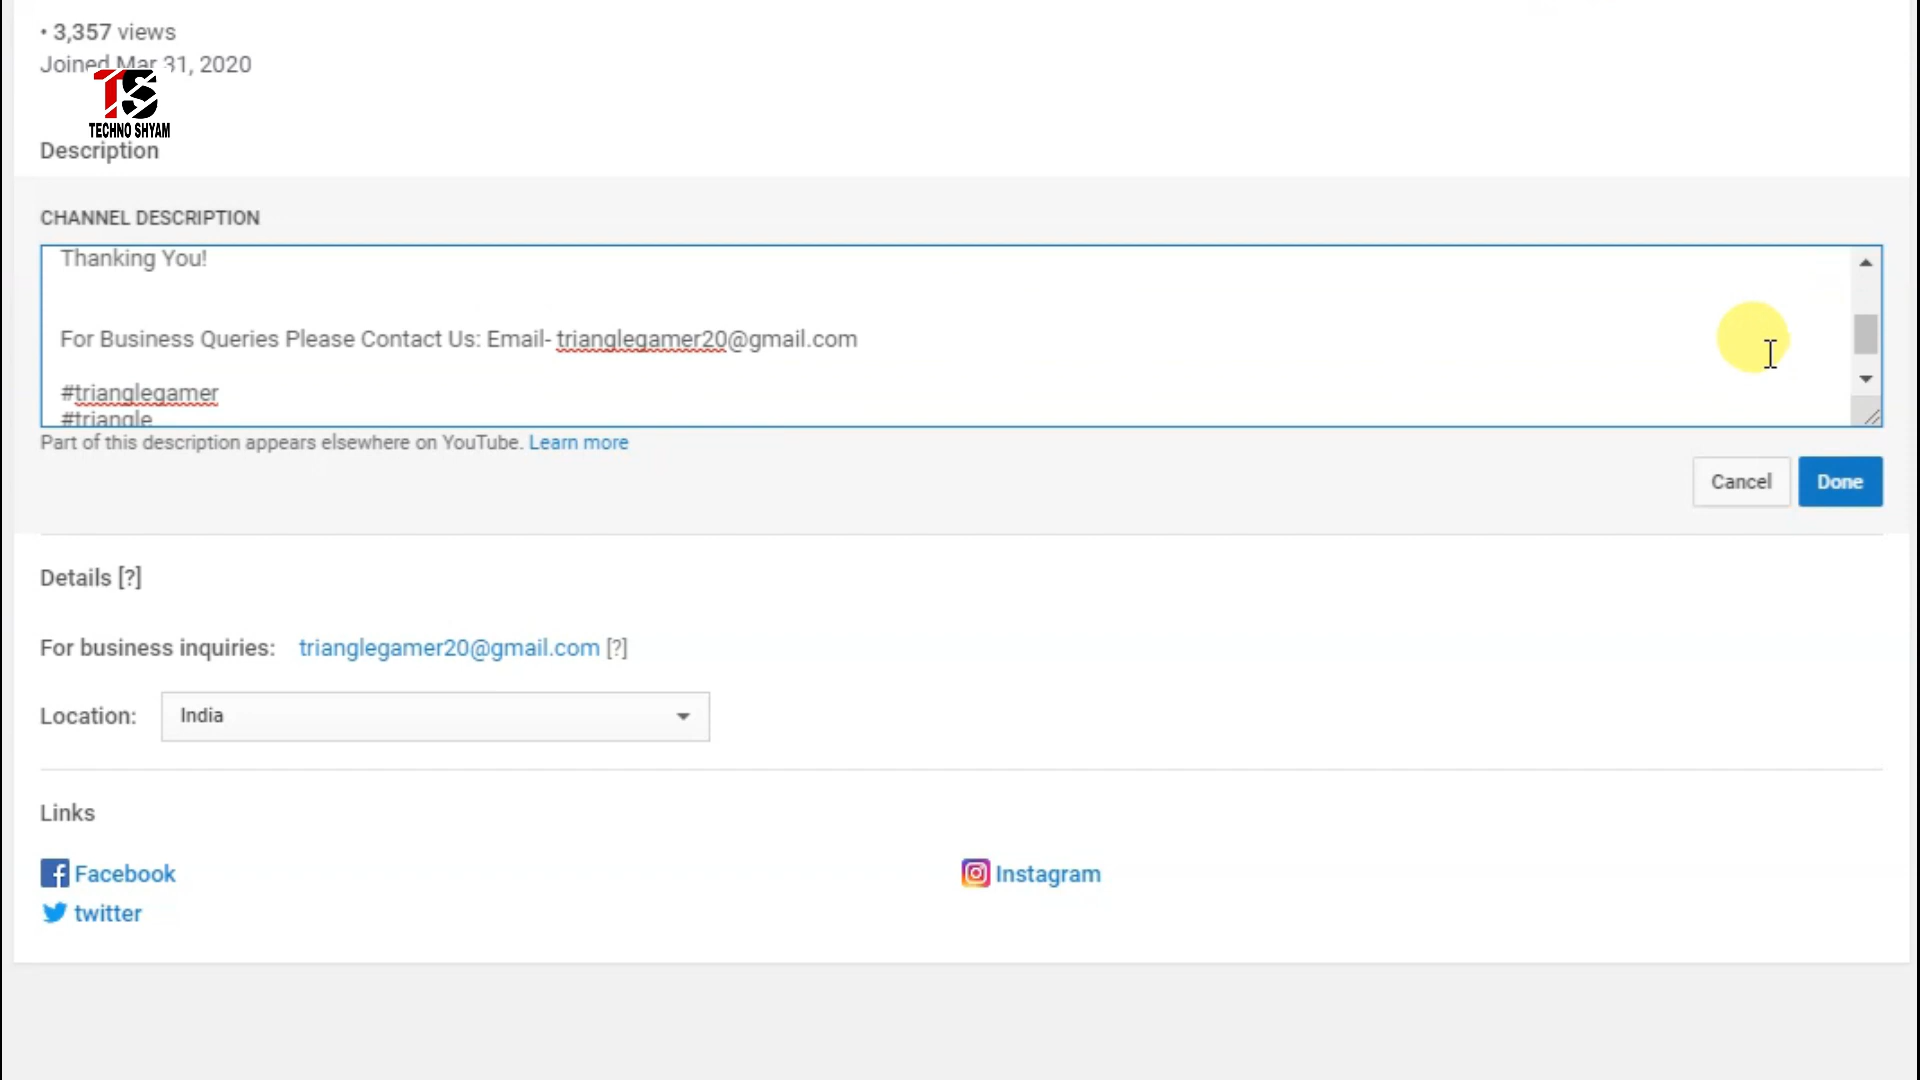 • 3,357 views
Joined Mar 31, 2020
TS
TECHNO SHYAM
Description
CHANNEL DESCRIPTION
Thanking You!
For Business Queries Please Contact Us: Email- trianglegamer20@gmail.com
#trianglegamer
#triangle
Part of this description appears elsewhere on YouTube. Learn more
Cancel Done
Details [?]
For business inquiries: trianglegamer20@gmail.com [?]
Location: India
Links
Facebook Instagram
twitter